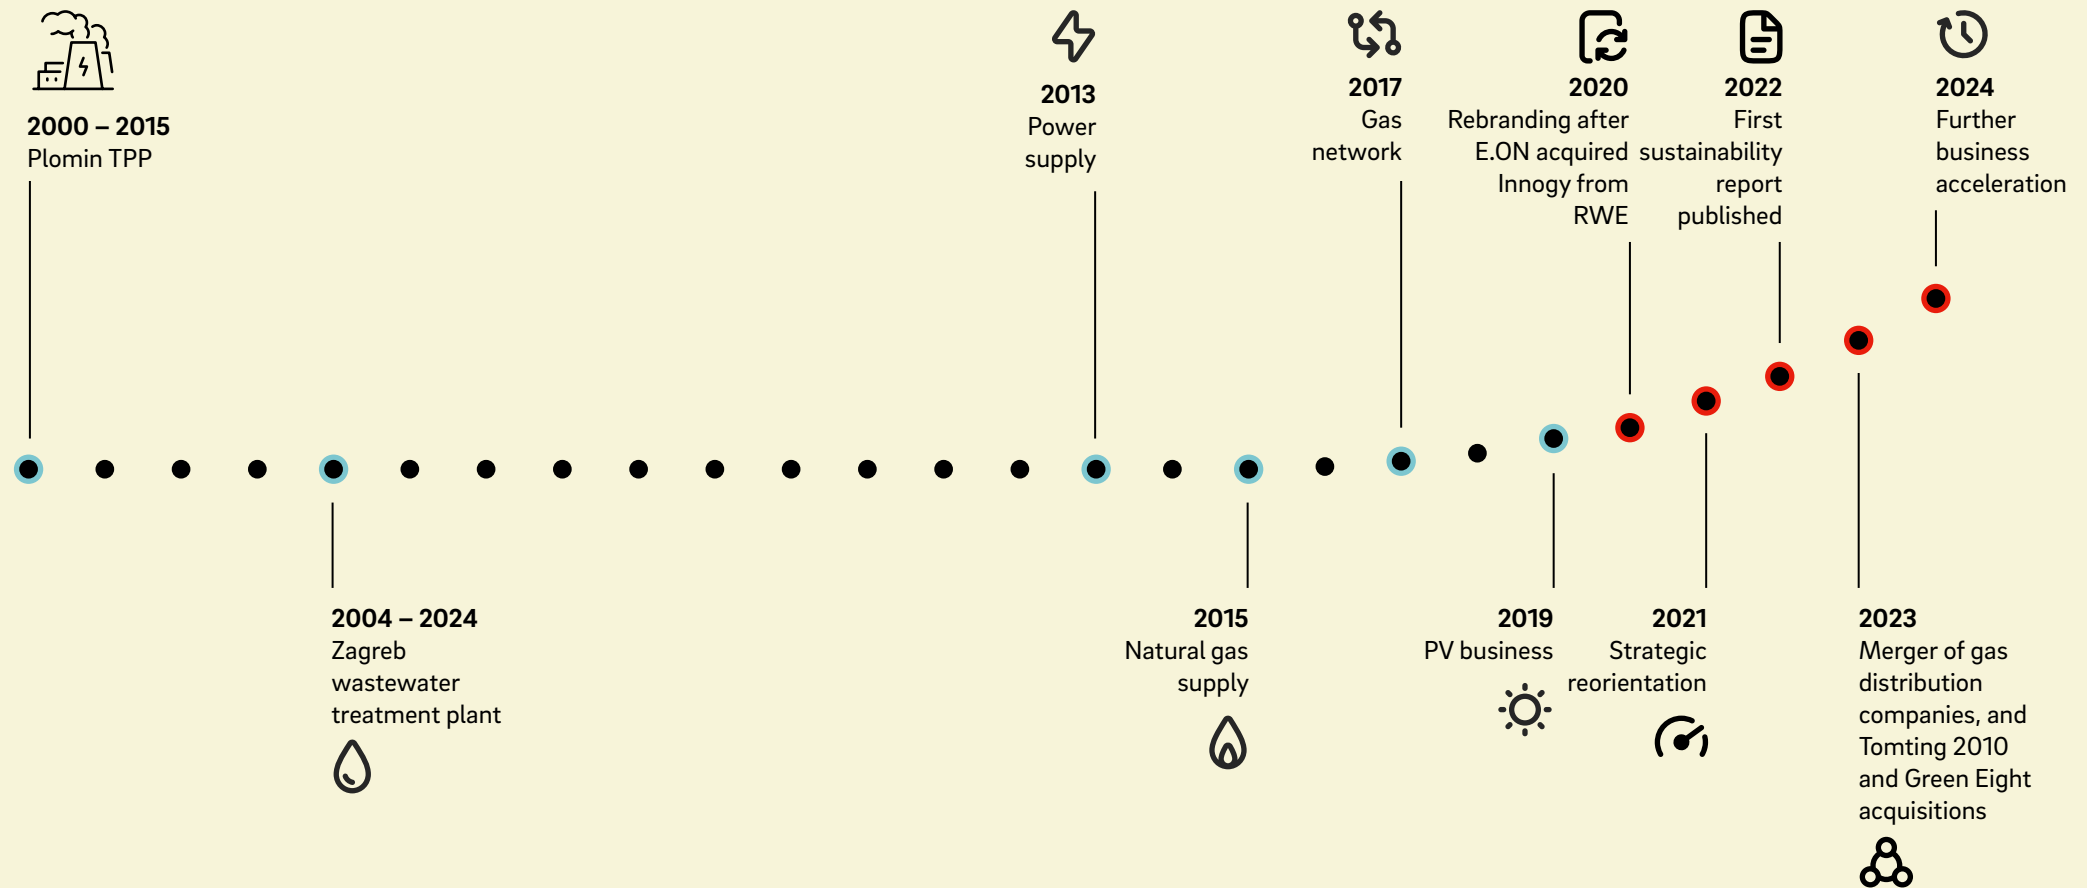 2000 – 2015
Plomin TPP
2013
Power
supply
2017
Gas
network
2020
Rebranding after
E.ON acquired
Innogy from
RWE
2022
First
sustainability
report
published
2024
Further
business
acceleration
2004 – 2024
Zagreb
wastewater
treatment plant
2015
Natural gas
supply
2019
PV business
2021
Strategic
reorientation
2023
Merger of gas
distribution
companies, and
Tomting 2010
and Green Eight
acquisitions